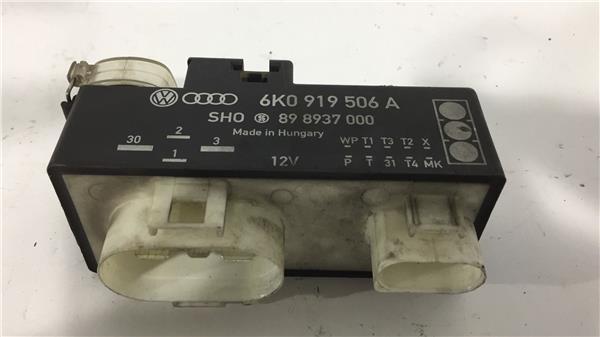 6K0 919 506 A
SHO 89 8937 000
Made in Hungary
30 2 3
1
12V
WP T1 T3 T2 X
P T 31 T4 MK